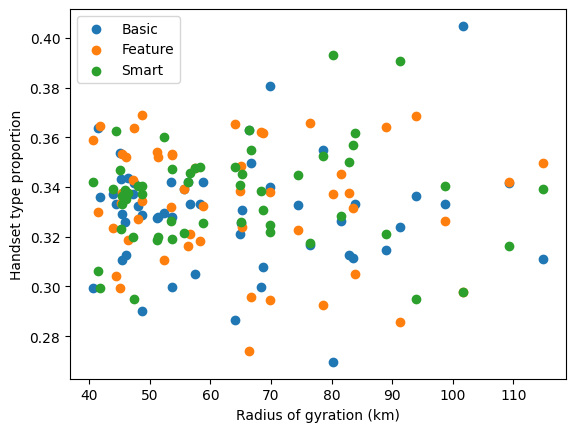 Basic
Feature
Smart
Handset type proportion
0.40
0.38
0.36
0.34
0.32
0.30
0.28
40 50 60 70 80 90 100 110
Radius of gyration (km)